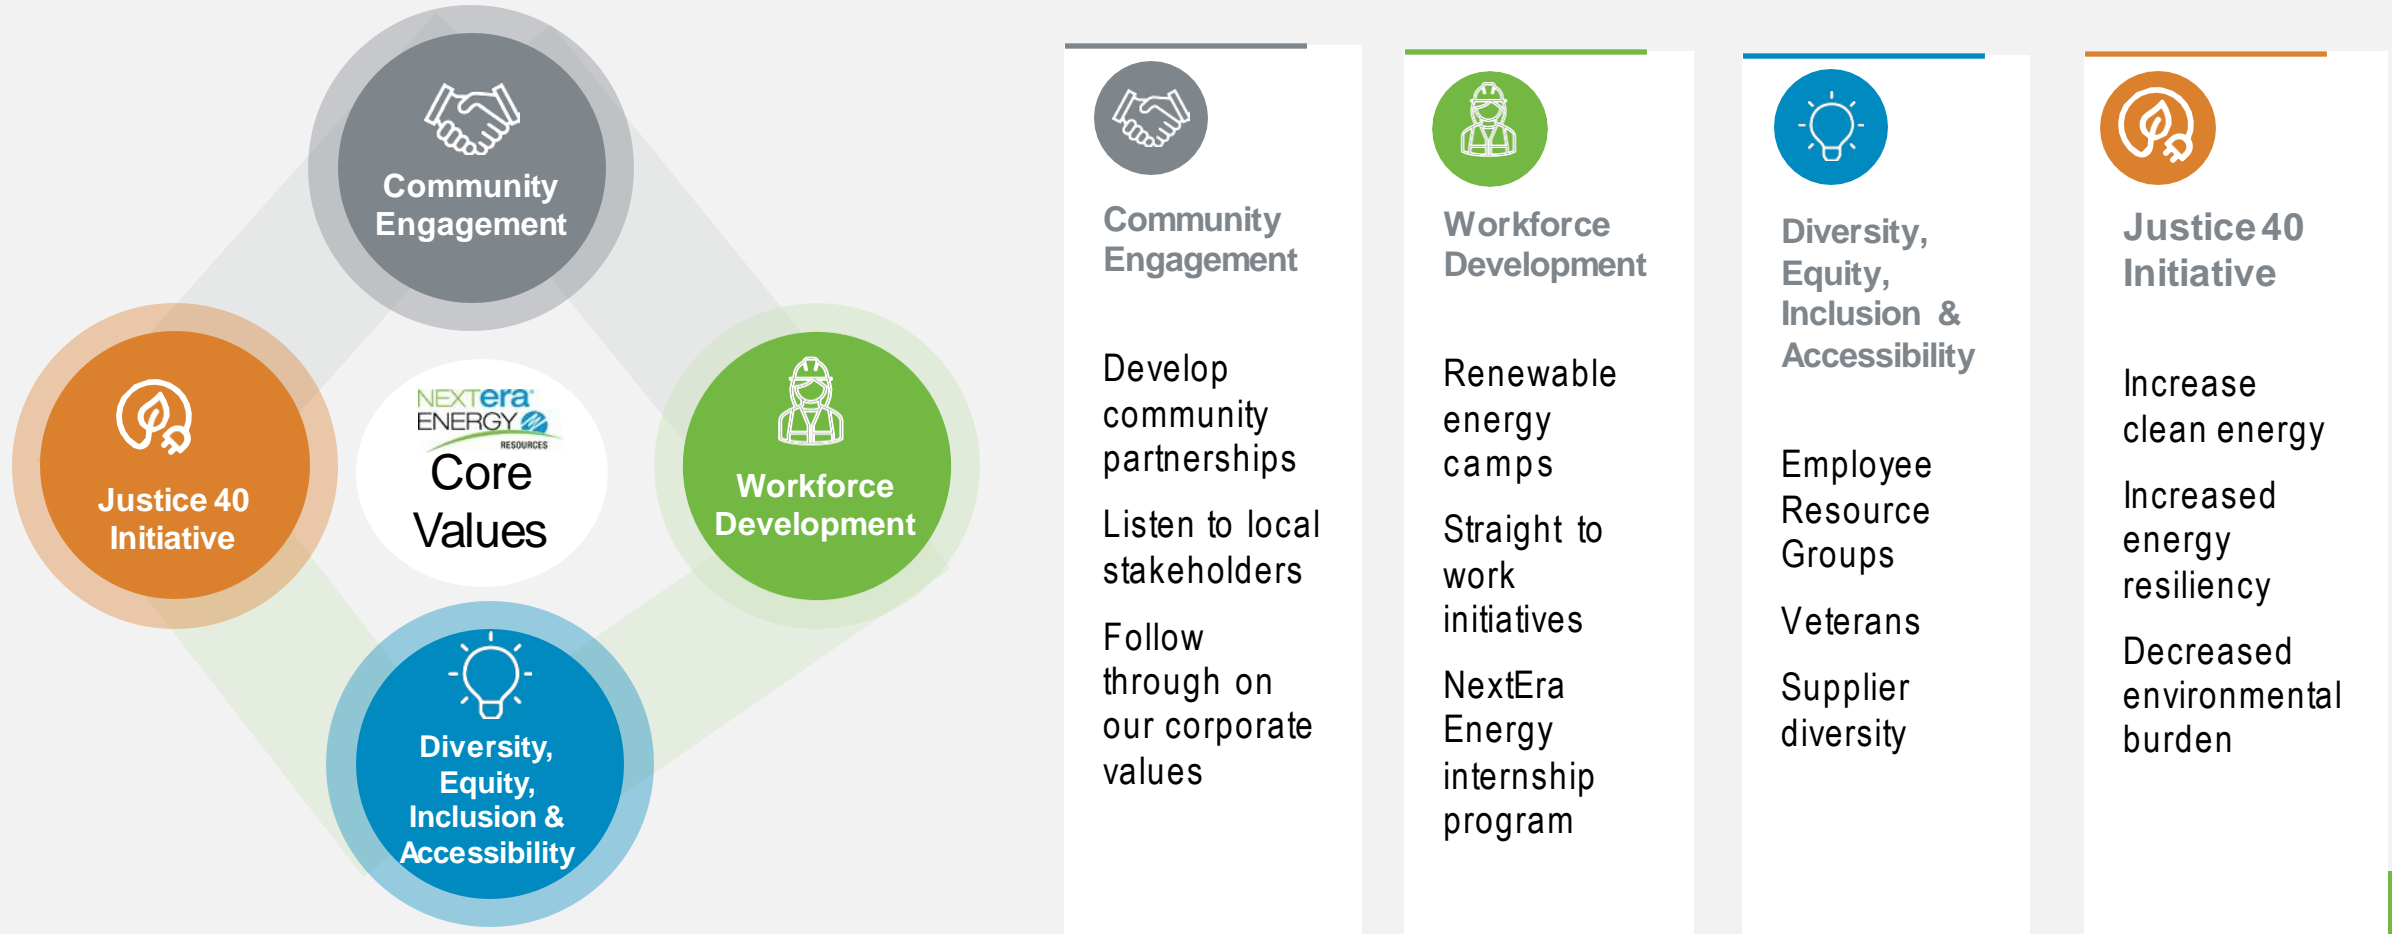 Community
Engagement
Justice 40
Initiative
NEXTera
ENERGY
RESOURCES
Core
Values
Workforce
Development
Diversity,
Equity,
Inclusion &
Accessibility
Community
Engagement
Develop
community
partnerships
Listen to local
stakeholders
Follow
through on
our corporate
values
Workforce
Development
Renewable
energy
camps
Straight to
work
initiatives
NextEra
Energy
internship
program
Diversity,
Equity,
Inclusion &
Accessibility
Employee
Resource
Groups
Veterans
Supplier
diversity
Justice 40
Initiative
Increase
clean energy
Increased
energy
resiliency
Decreased
environmental
burden